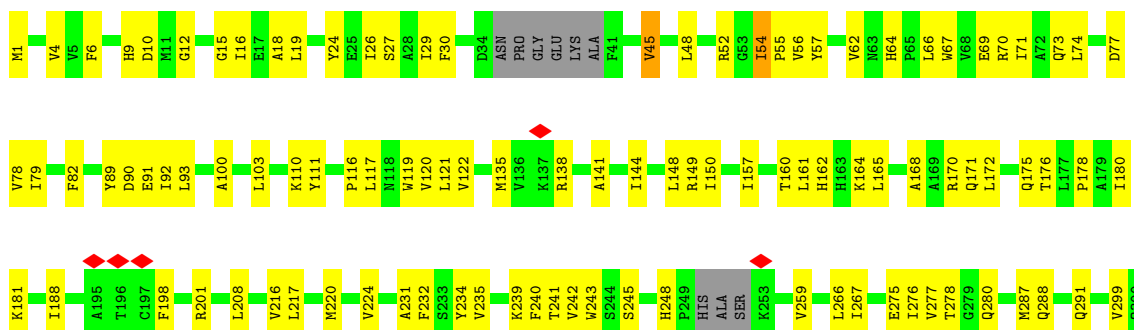 M1 V4 V5 F6 H9 D10 M11 G12 G15 I16 E17 A18 L19 Y24 E25 I26 S27 A28 I29 F30 D34 ASN PRO GLY GLU LYS ALA F41 V45 L48 R52 G53 I54 P55 V56 Y57 V62 N63 H64 P65 L66 W67 V68 E69 R70 I71 A72 Q73 L74 D77
V78 I79 F82 Y89 D90 E91 I92 L93 A100 L103 K110 Y111 P116 L117 N118 W119 V120 L121 V122 M135 V136 K137 R138 A141 I144 L148 R149 I150 I157 T160 L161 H162 H163 K164 L165 A168 A169 R170 Q171 L172 Q175 T176 L177 P178 A179 I180
K181 I188 A195 T196 C197 F198 R201 L208 V216 L217 M220 V224 A231 F232 S233 Y234 V235 K239 F240 T241 V242 W243 S244 S245 H248 P249 HIS ALA SER K253 V259 L266 I267 E275 I276 V277 T278 G279 Q280 M287 Q288 Q291 V299